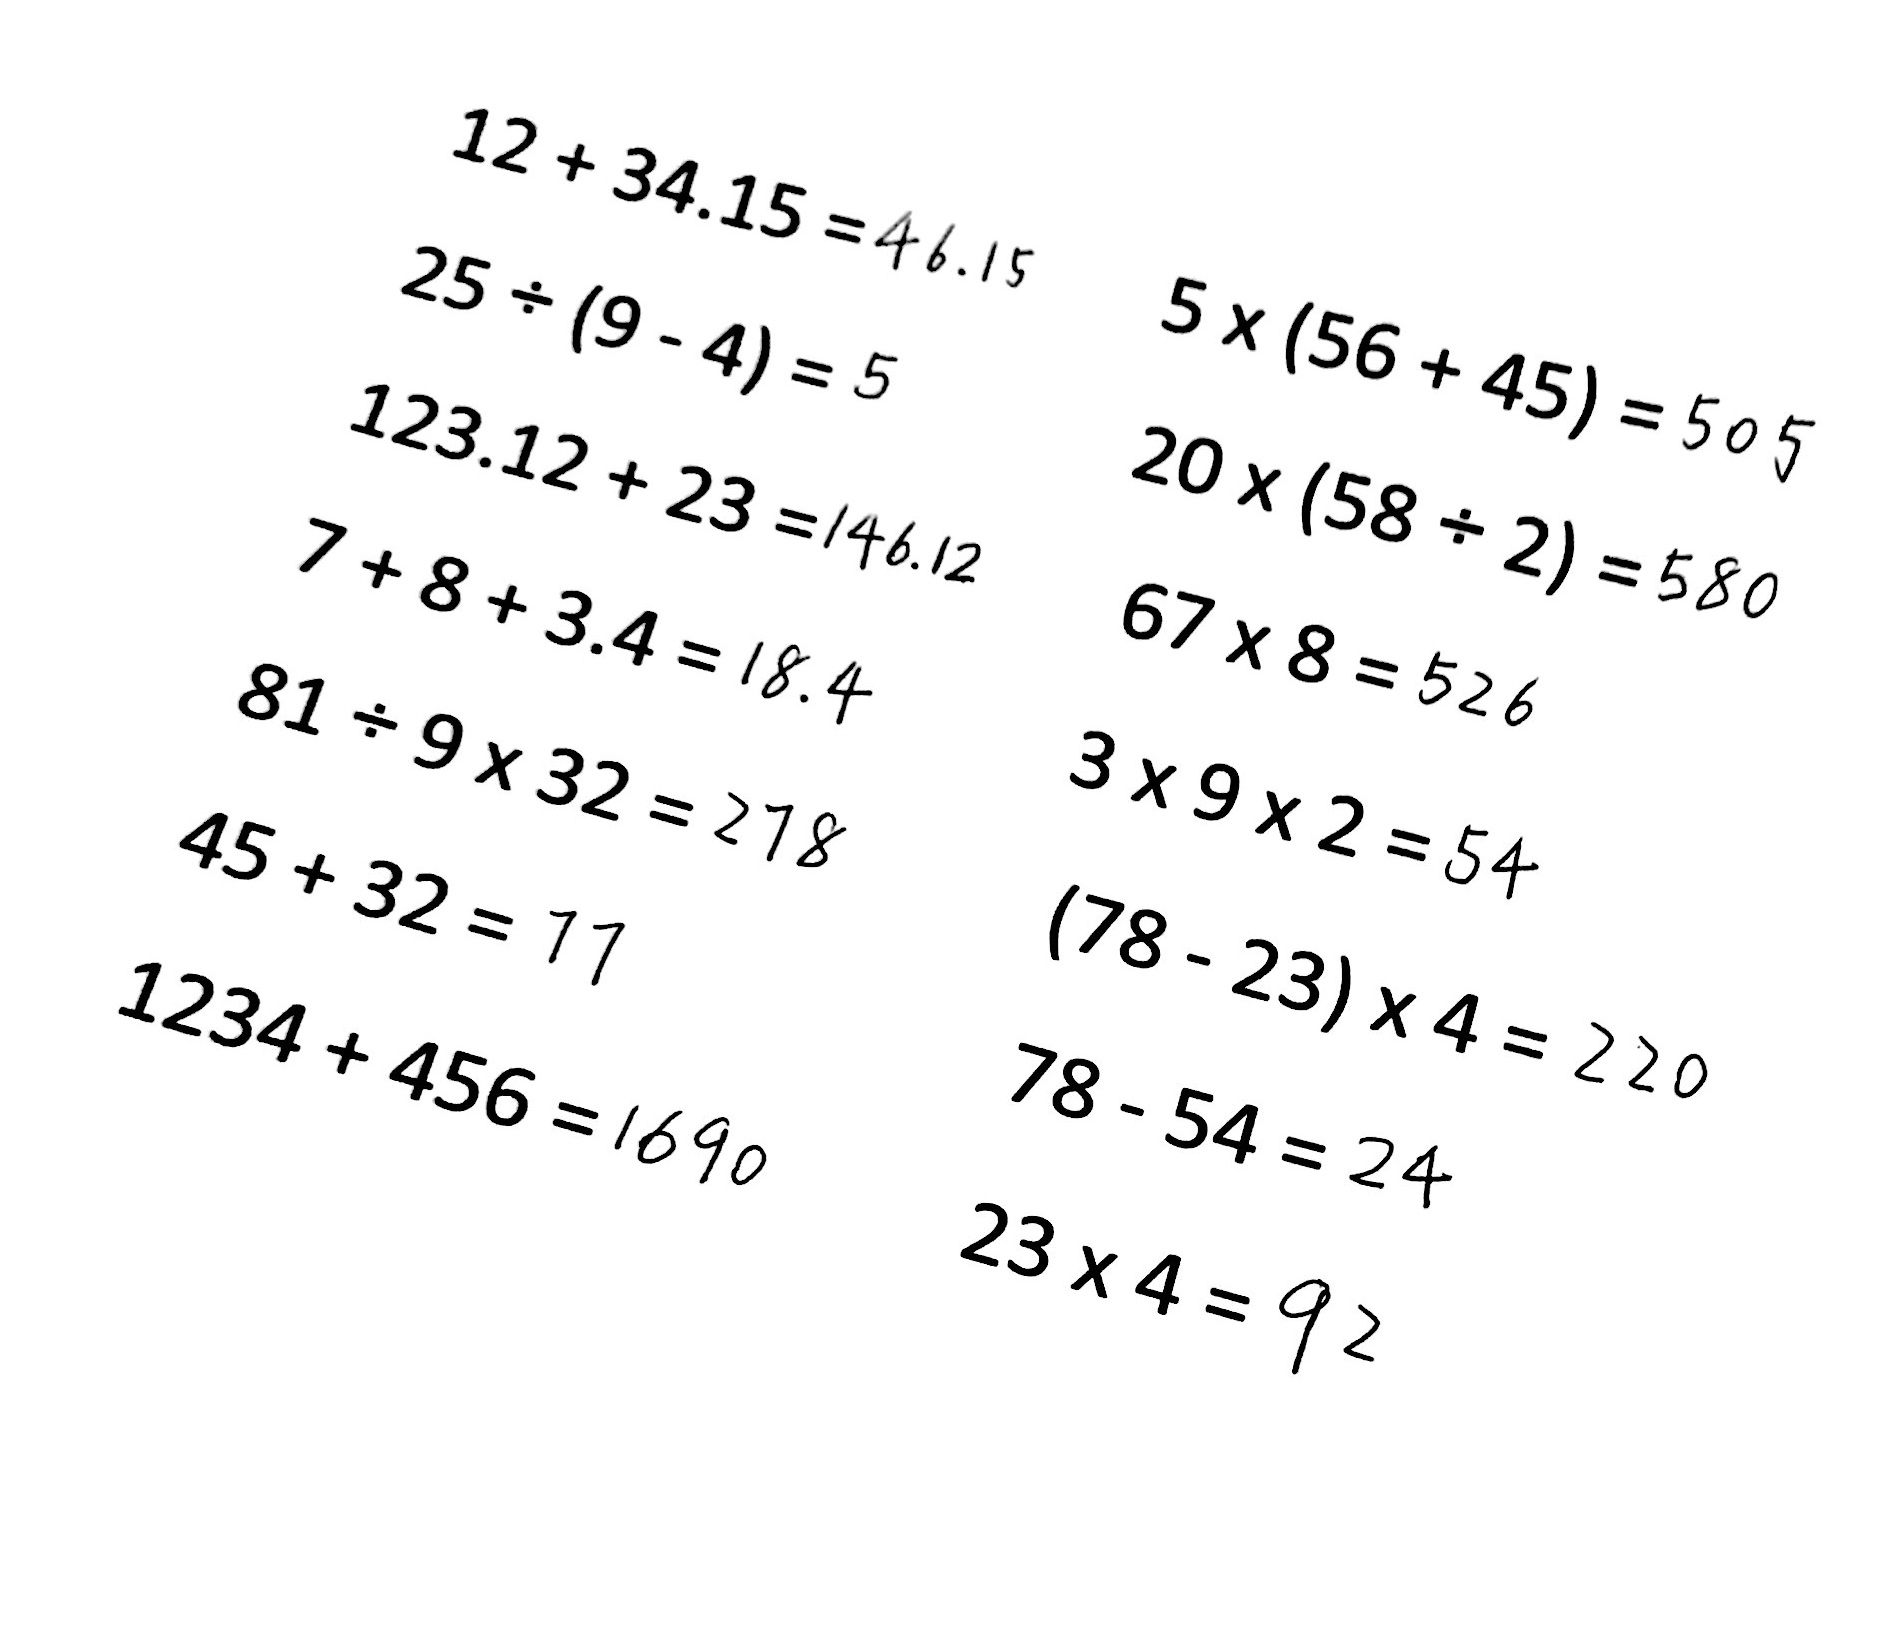 12 + 34.15 = 46.15
25 ÷ (9 - 4) = 5
123.12 + 23 = 146.12
7 + 8 + 3.4 = 18.4
81 ÷ 9 x 32 = 278
45 + 32 = 77
1234 + 456 = 1690
5 x (56 + 45) = 505
20 x (58 ÷ 2) = 580
67 x 8 = 526
3 x 9 x 2 = 54
(78 - 23) x 4 = 220
78 - 54 = 24
23 x 4 = 92